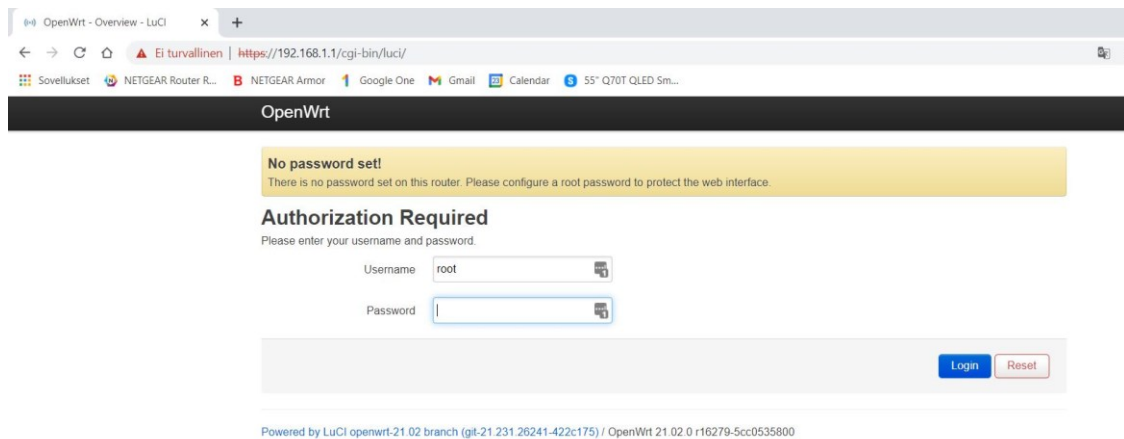 OpenWrt - Overview - LuCI
Ei turvallinen | https://192.168.1.1/cgi-bin/luci/
Sovellukset NETGEAR Router R... NETGEAR Armor Google One Gmail Calendar 55" Q70T QLED Sm...
OpenWrt
No password set!
There is no password set on this router. Please configure a root password to protect the web interface.
Authorization Required
Please enter your username and password.
Username root
Password
Login Reset
Powered by LuCI openwrt-21.02 branch (git-21.231.26241-422c175) / OpenWrt 21.02.0 r16279-5cc0535800